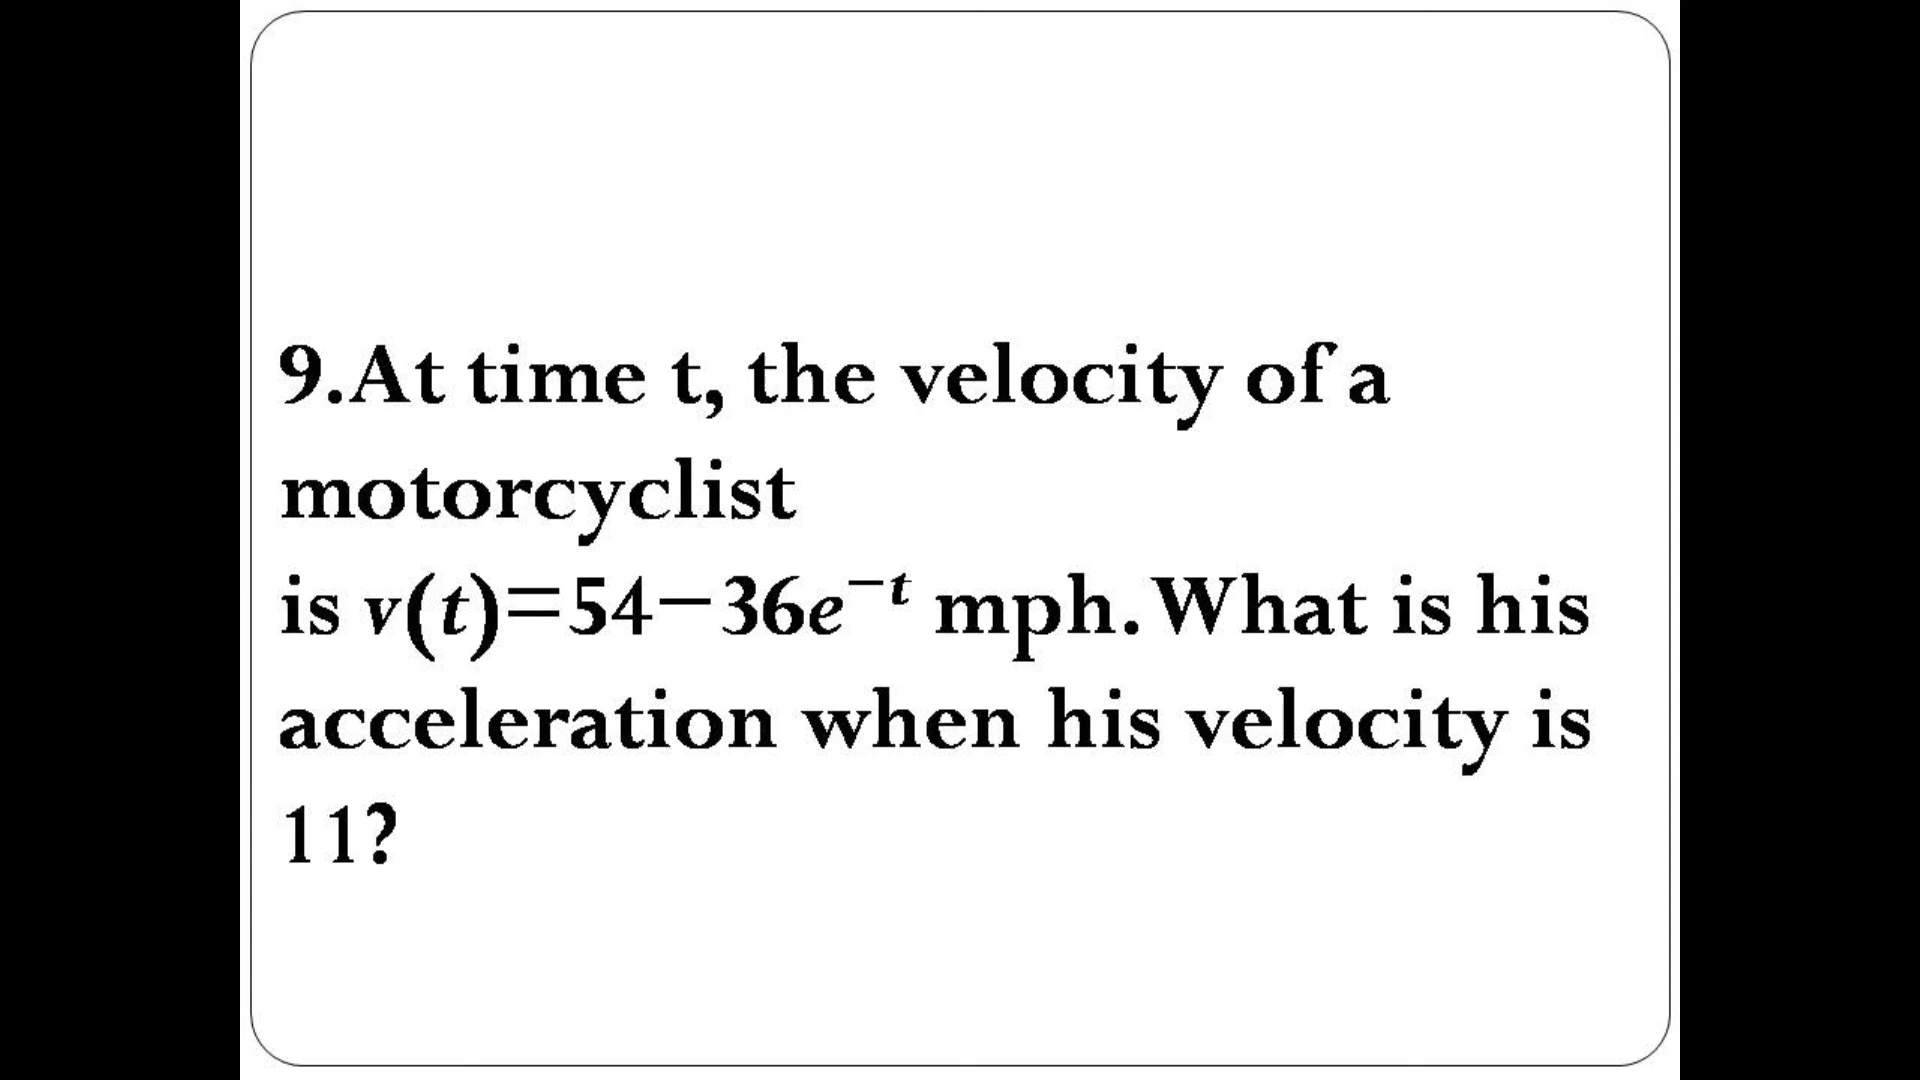 9.At time t, the velocity of a
motorcyclist
is v(t)=54−36e⁻ᵗ mph. What is his
acceleration when his velocity is
11?